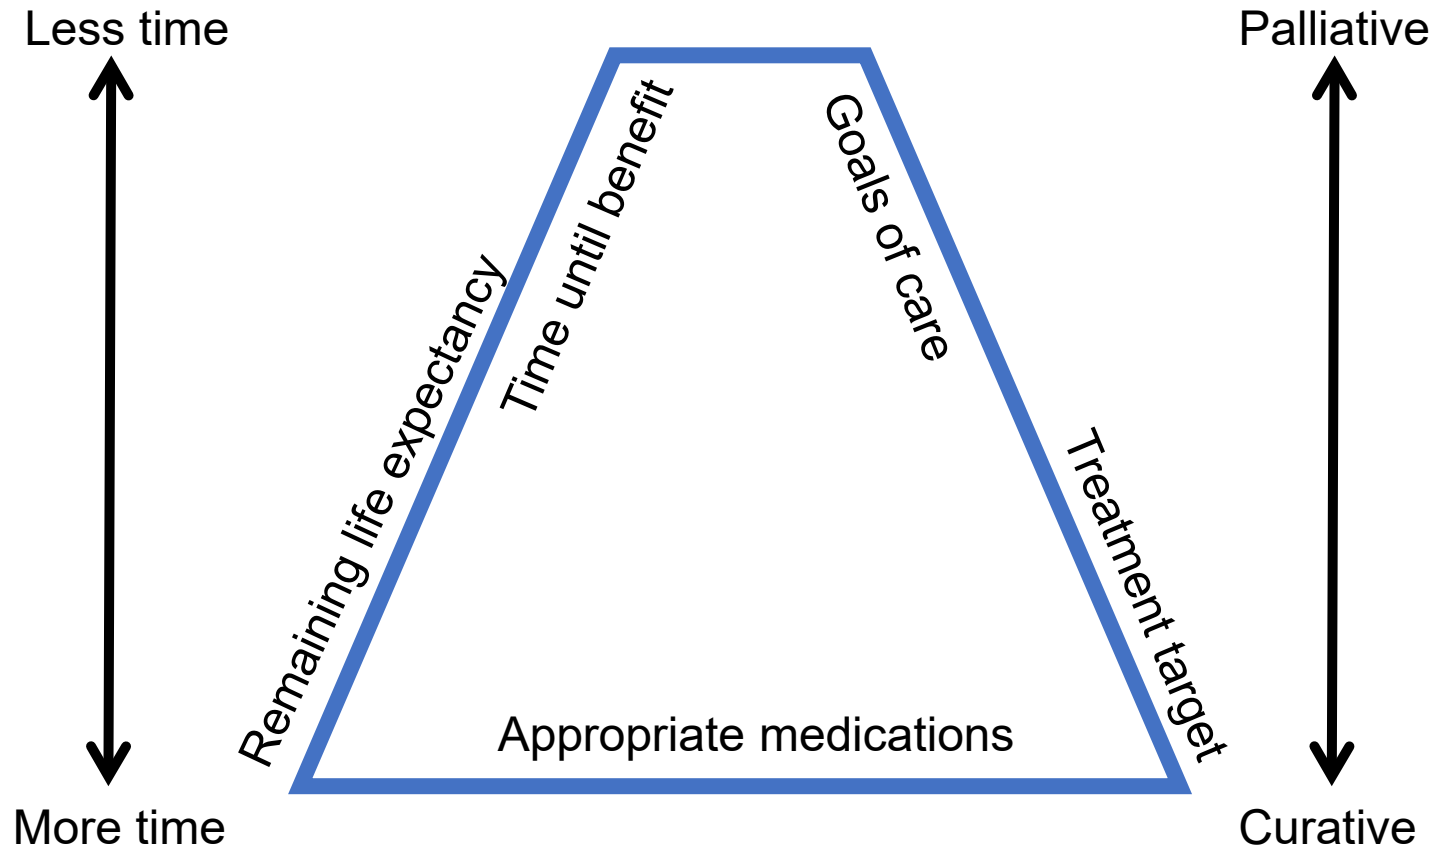 Less time
Palliative
Time until benefit
Goals of care
Remaining life expectancy
Treatment target
Appropriate medications
More time
Curative